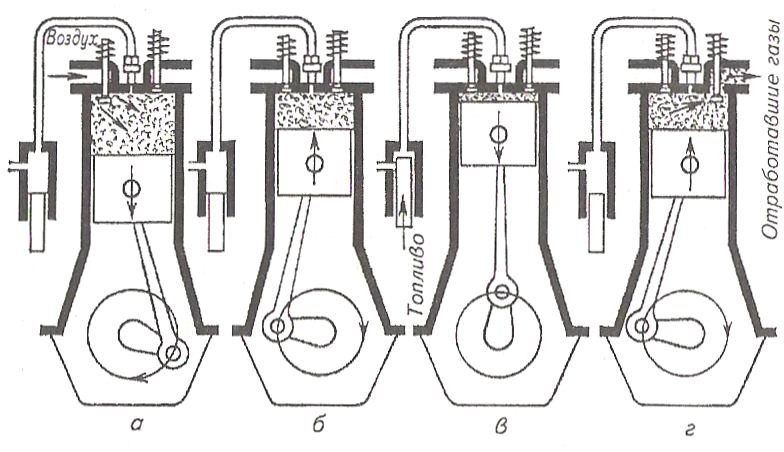 Воздух
Топливо
Отработавшие газы
а
б
в
г